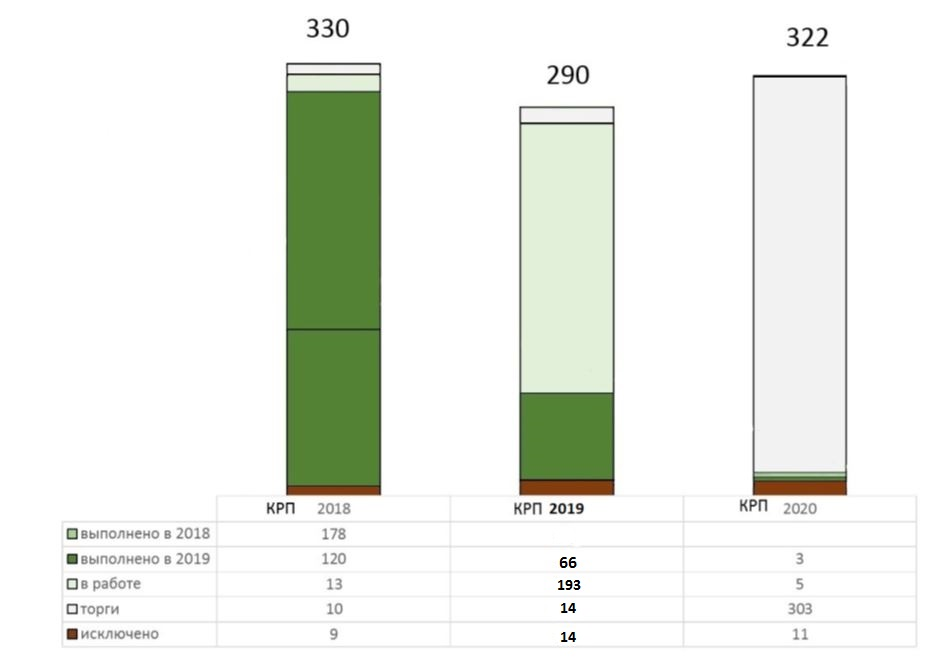 330
290
322
КРП 2018 КРП 2019 КРП 2020
выполнено в 2018 178
выполнено в 2019 120 66 3
в работе 13 193 5
торги 10 14 303
исключено 9 14 11